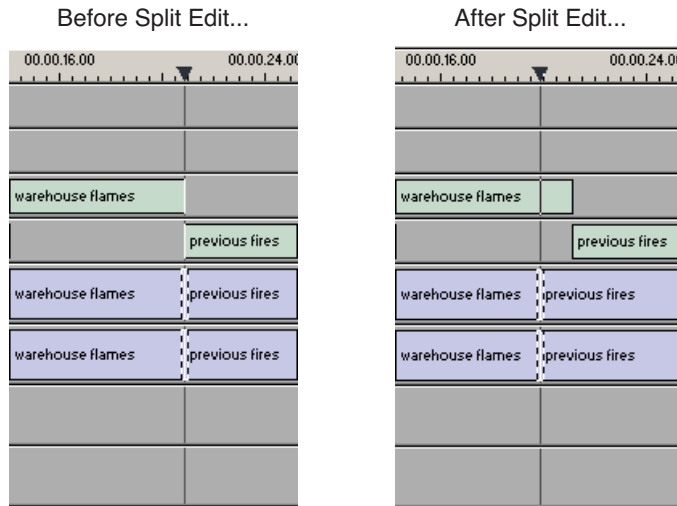 Before Split Edit...
00.00.16.00 00.00.24.0
warehouse flames
previous fires
warehouse flames previous fires
warehouse flames previous fires
After Split Edit...
00.00.16.00 00.00.24.0
warehouse flames
previous fires
warehouse flames previous fires
warehouse flames previous fires